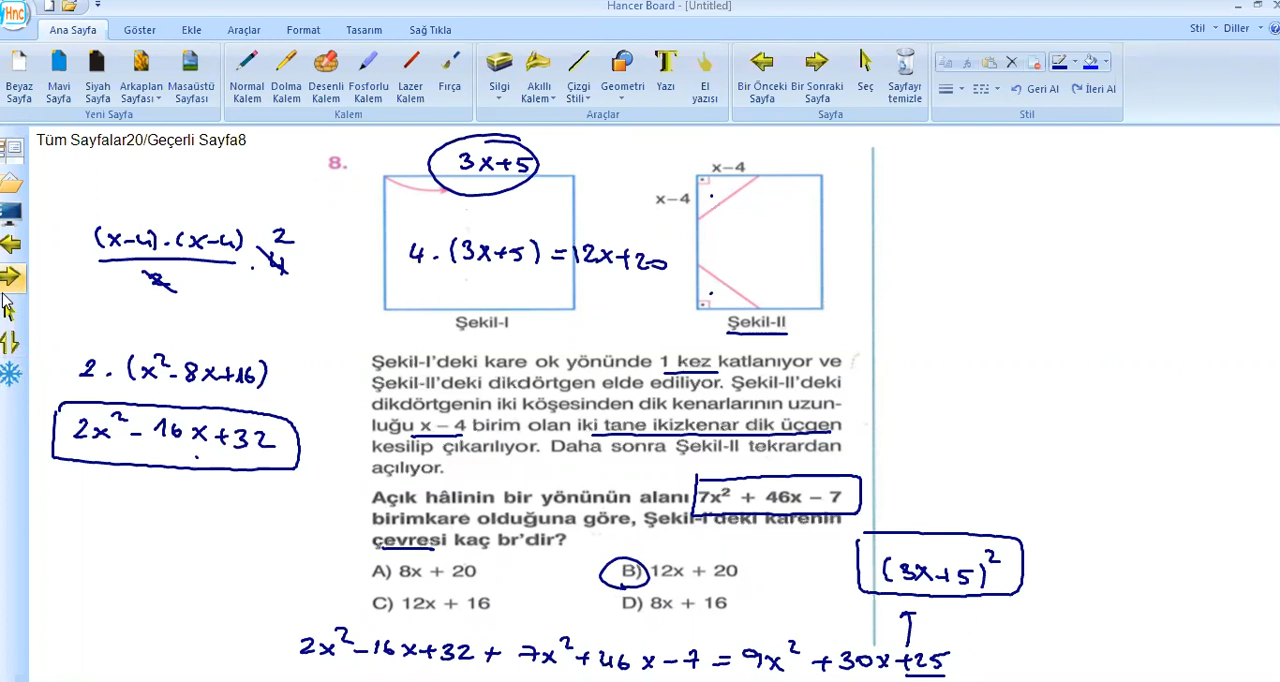 yHnc
Hancer Board - [Untitled]
Ana Sayfa Göster Ekle Araçlar Format Tasarım Sağ Tıkla
Stil Diller
Beyaz Sayfa Mavi Sayfa Siyah Sayfa Arkaplan Sayfası Masaüstü Sayfası
Normal Kalem Dolma Kalem Desenli Kalem Fosforlu Kalem Lazer Kalem Fırça
Silgi Akıllı Kalem Çizgi Stili Geometri Yazı El yazısı
Bir Önceki Sayfa Bir Sonraki Sayfa Seç Sayfayı temizle
Geri Al İleri Al
Yeni Sayfa Kalem Araçlar Sayfa Stil
Tüm Sayfalar20/Geçerli Sayfa8
8.
3x+5
x–4
x–4
4 . (3x+5) = 12x+20
(x-4).(x-4)
2
. 4
2
Şekil-I
Şekil-II
2 . (x² - 8x+16)
2x² - 16x + 32
Şekil-I'deki kare ok yönünde 1 kez katlanıyor ve
Şekil-II'deki dikdörtgen elde ediliyor. Şekil-II'deki
dikdörtgenin iki köşesinden dik kenarlarının uzun-
luğu x – 4 birim olan iki tane ikizkenar dik üçgen
kesilip çıkarılıyor. Daha sonra Şekil-II tekrardan
açılıyor.
Açık hâlinin bir yönünün alanı 7x² + 46x – 7
birimkare olduğuna göre, Şekil-I'deki karenin
çevresi kaç br'dir?
A) 8x + 20 B) 12x + 20
C) 12x + 16 D) 8x + 16
(3x+5)²
2x² - 16x+32 + 7x²+46x-7 = 9x² +30x+25